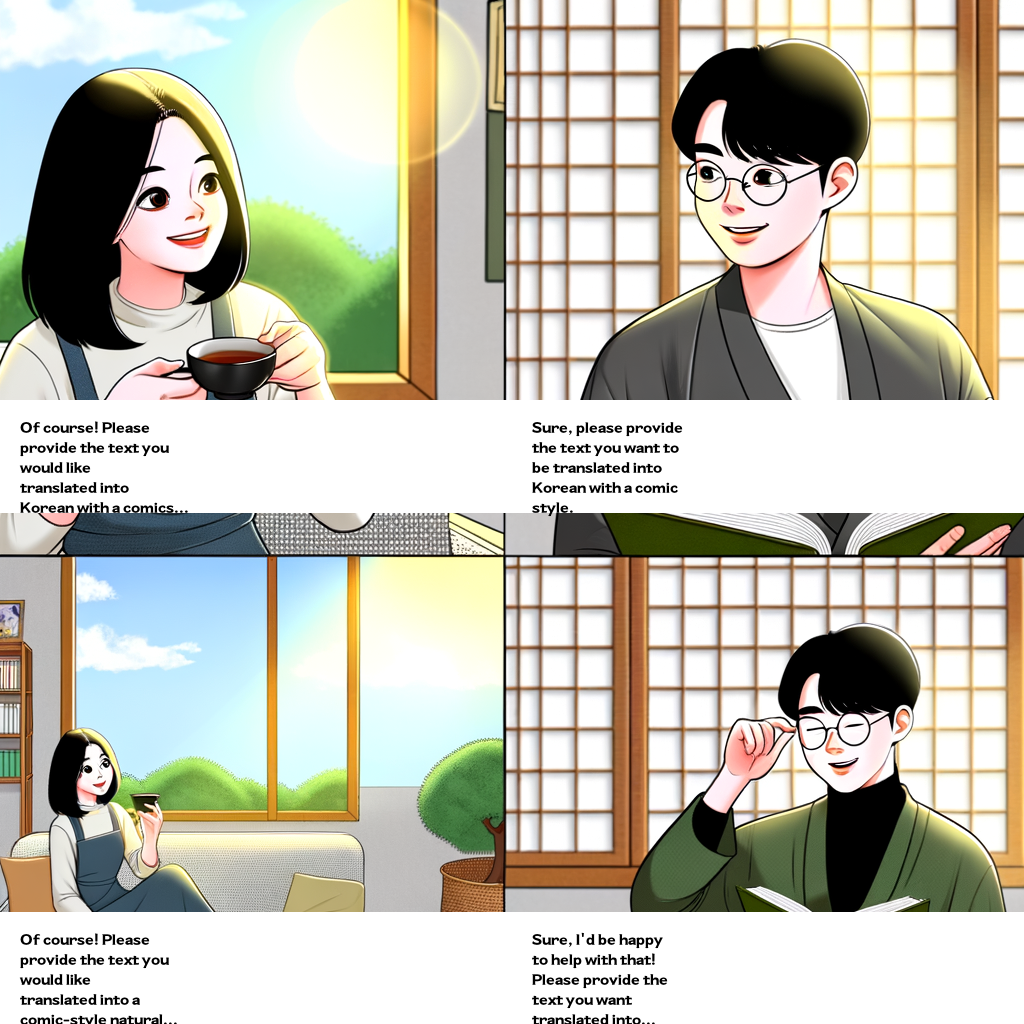 Of course! Please
provide the text you
would like
translated into
Korean with a comics...
Sure, please provide
the text you want to
be translated into
Korean with a comic
style.
Of course! Please
provide the text you
would like
translated into a
comic-style natural...
Sure, I'd be happy
to help with that!
Please provide the
text you want
translated into...